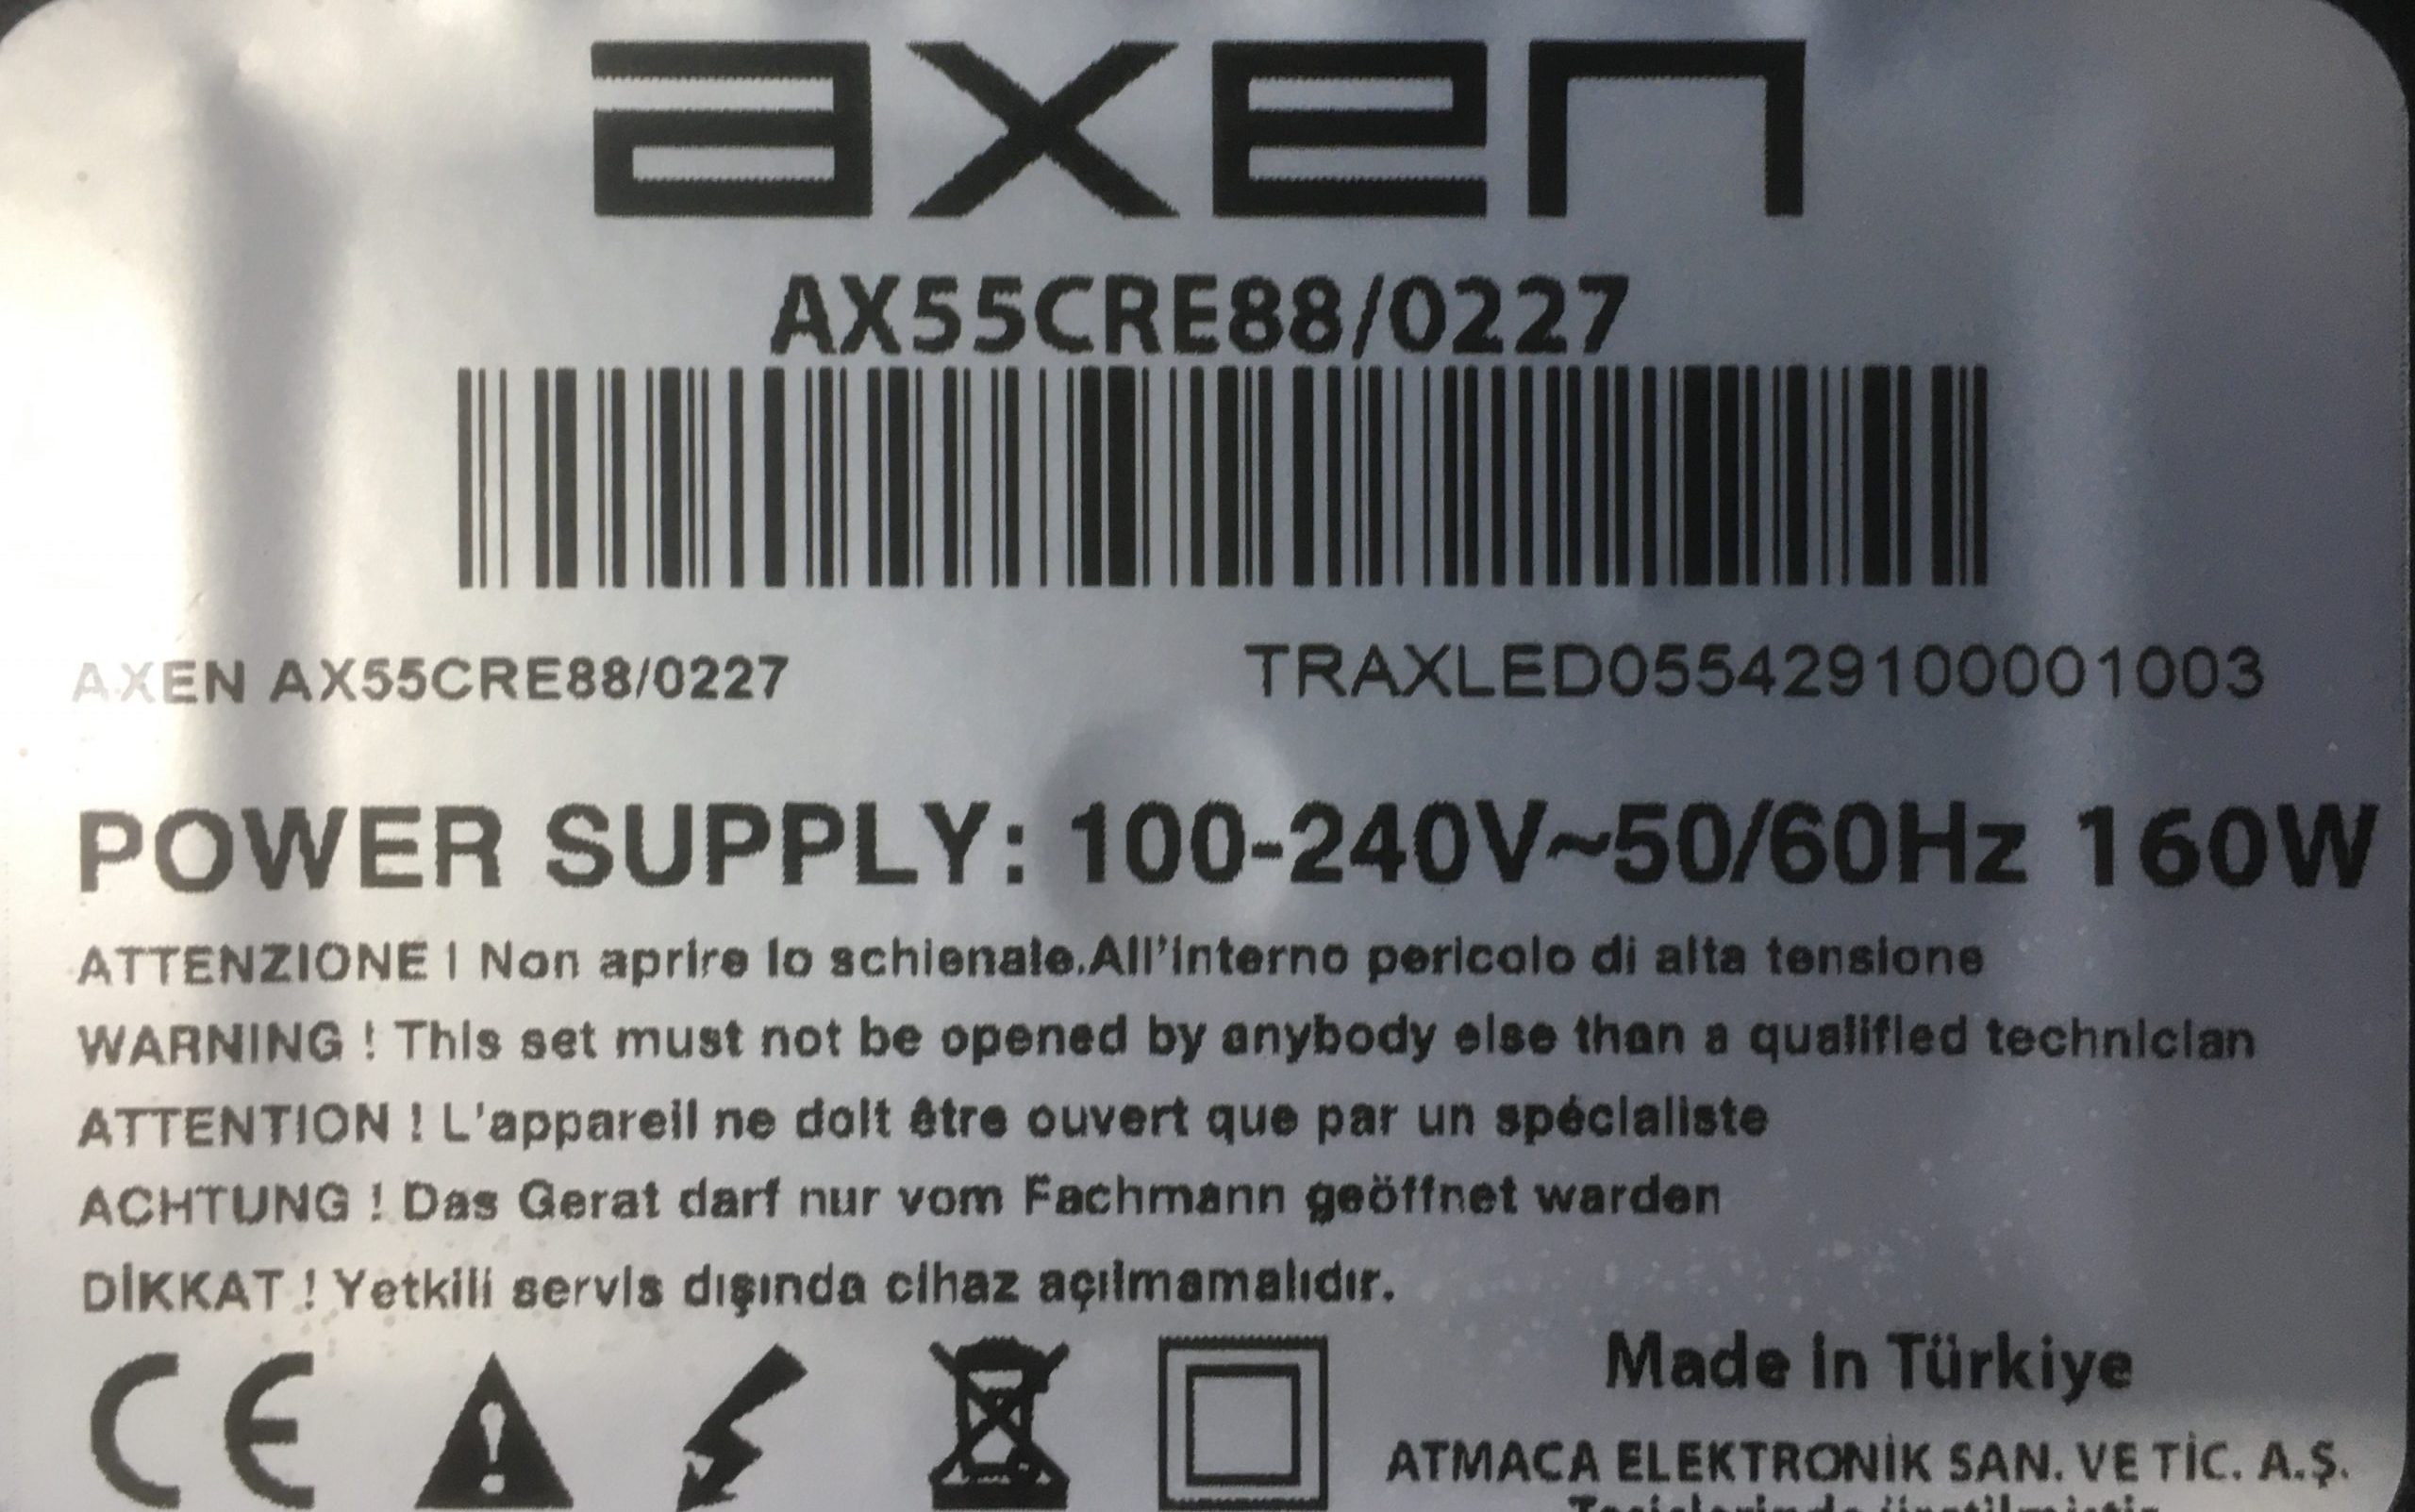 axen
AX55CRE88/0227
AXEN AX55CRE88/0227 TRAXLED055429100001003
POWER SUPPLY: 100-240V~50/60Hz 160W
ATTENZIONE ! Non aprire lo schienale.All'interno pericolo di alta tensione
WARNING ! This set must not be opened by anybody else than a qualified technician
ATTENTION ! L'appareil ne doit être ouvert que par un spécialiste
ACHTUNG ! Das Gerat darf nur vom Fachmann geöffnet warden
DİKKAT ! Yetkili servis dışında cihaz açılmamalıdır.
CE
Made in Türkiye
ATMACA ELEKTRONİK SAN. VE TİC. A.Ş.
Tesislerinde üretilmiştir.